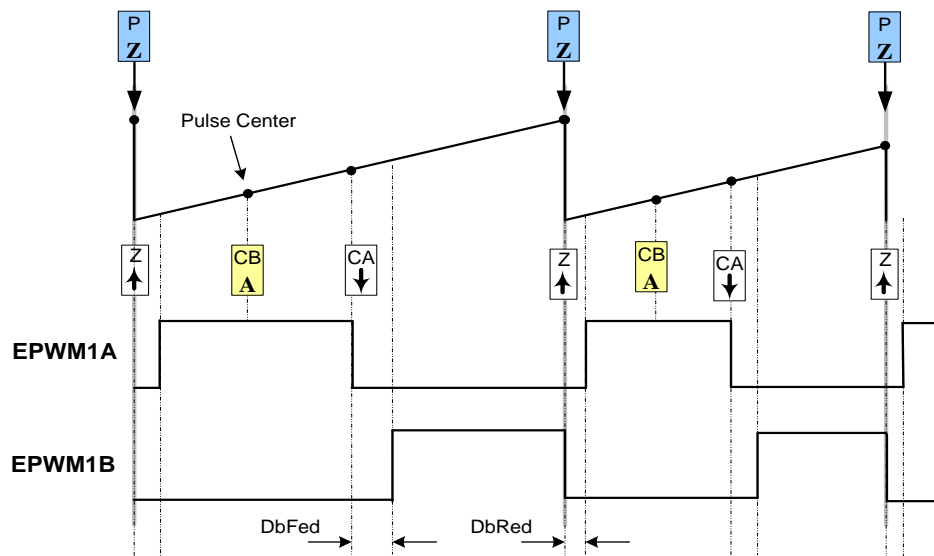 P P P
Z Z Z
Pulse Center
Z CB CA Z CB CA Z
A A
EPWM1A
EPWM1B
DbFed DbRed